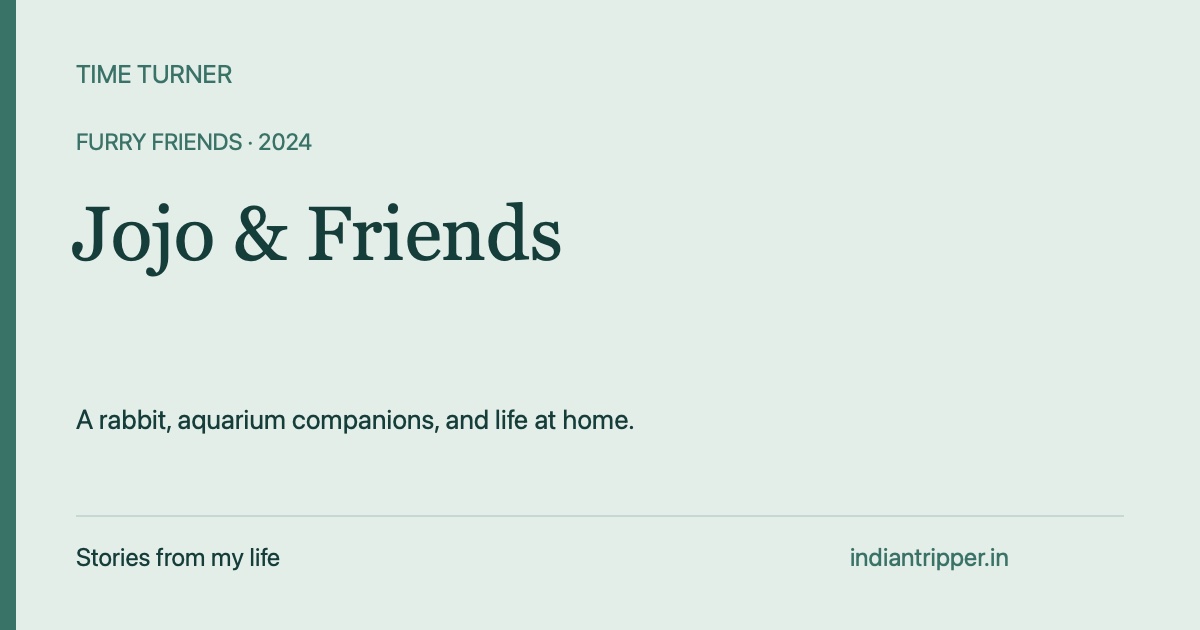 TIME TURNER
FURRY FRIENDS · 2024
Jojo & Friends
A rabbit, aquarium companions, and life at home.
Stories from my life
indiantripper.in